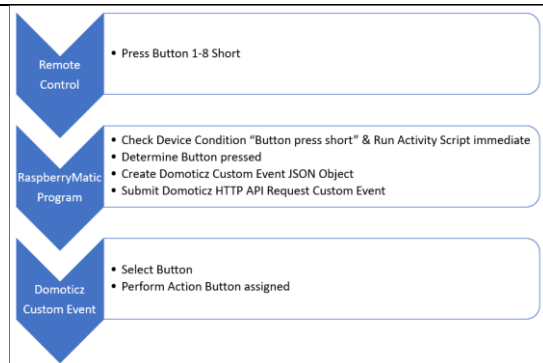 Remote
Control
• Press Button 1-8 Short
RaspberryMatic
Program
• Check Device Condition “Button press short” & Run Activity Script immediate
• Determine Button pressed
• Create Domoticz Custom Event JSON Object
• Submit Domoticz HTTP API Request Custom Event
Domoticz
Custom Event
• Select Button
• Perform Action Button assigned